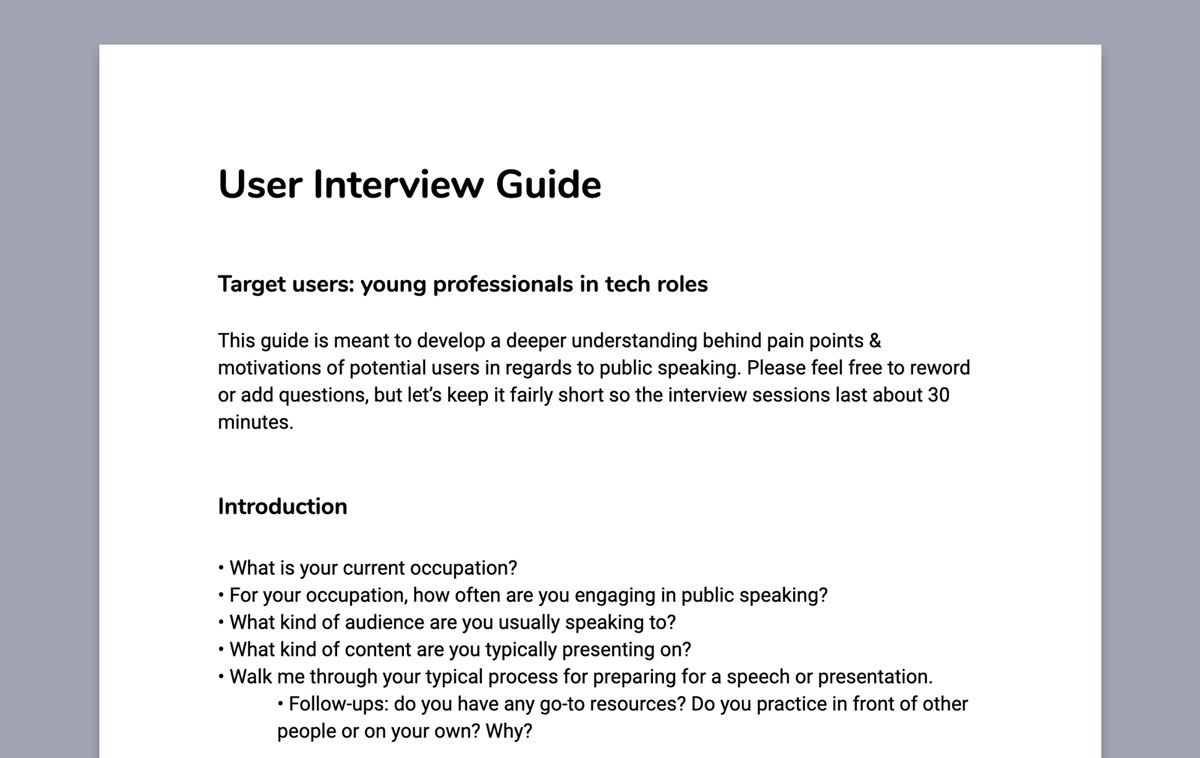 User Interview Guide
Target users: young professionals in tech roles
This guide is meant to develop a deeper understanding behind pain points &
motivations of potential users in regards to public speaking. Please feel free to reword
or add questions, but let’s keep it fairly short so the interview sessions last about 30
minutes.
Introduction
• What is your current occupation?
• For your occupation, how often are you engaging in public speaking?
• What kind of audience are you usually speaking to?
• What kind of content are you typically presenting on?
• Walk me through your typical process for preparing for a speech or presentation.
• Follow-ups: do you have any go-to resources? Do you practice in front of other
people or on your own? Why?